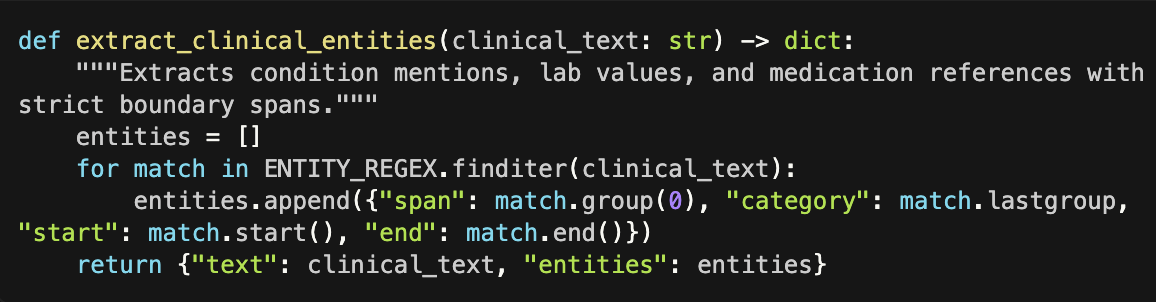 def extract_clinical_entities(clinical_text: str) -> dict:
    """Extracts condition mentions, lab values, and medication references with
strict boundary spans."""
    entities = []
    for match in ENTITY_REGEX.finditer(clinical_text):
        entities.append({"span": match.group(0), "category": match.lastgroup,
"start": match.start(), "end": match.end()})
    return {"text": clinical_text, "entities": entities}